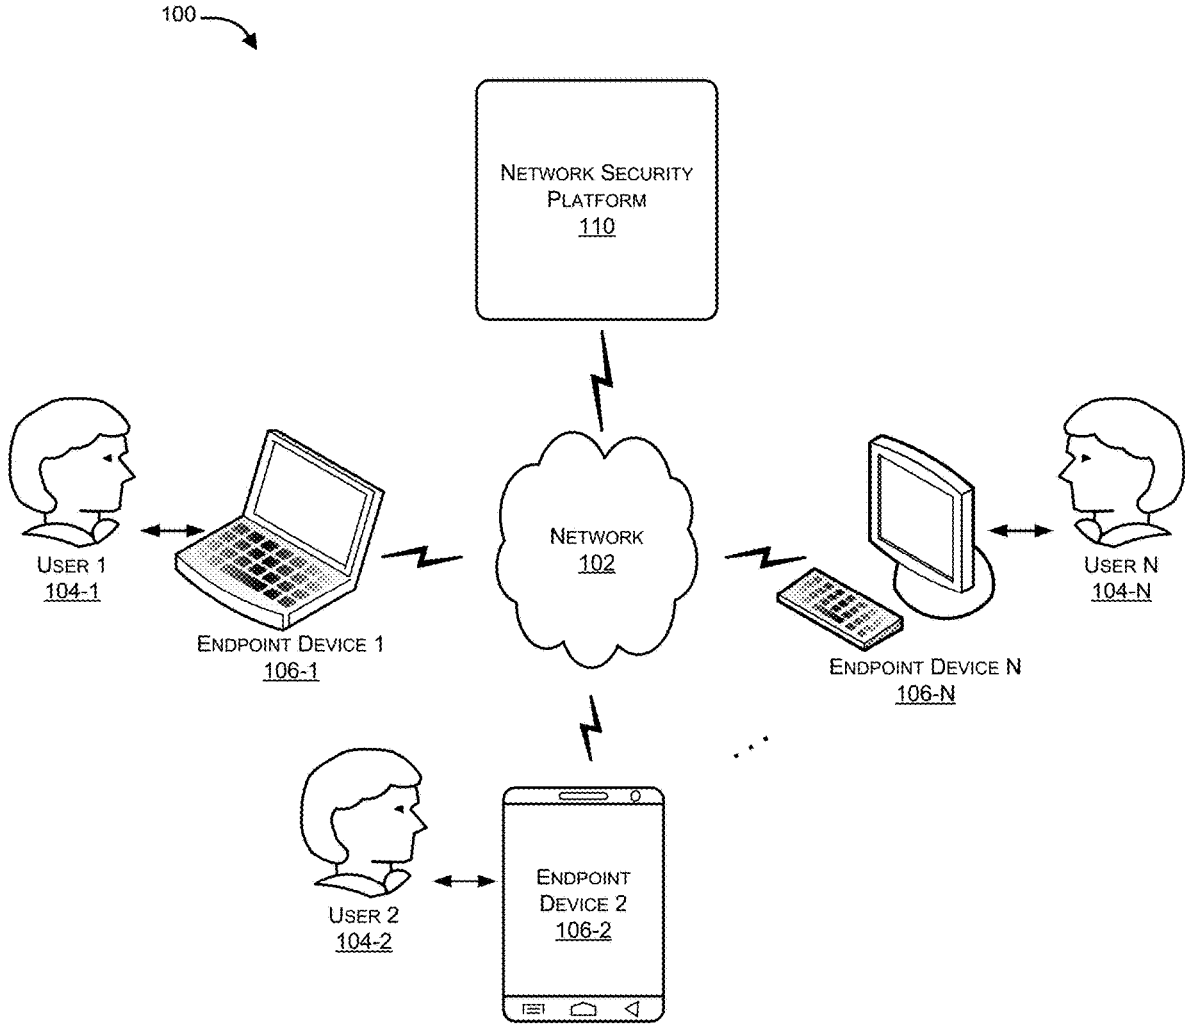 100
NETWORK SECURITY
PLATFORM
110
NETWORK
102
USER 1
104-1
ENDPOINT DEVICE 1
106-1
USER N
104-N
ENDPOINT DEVICE N
106-N
...
USER 2
104-2
ENDPOINT
DEVICE 2
106-2